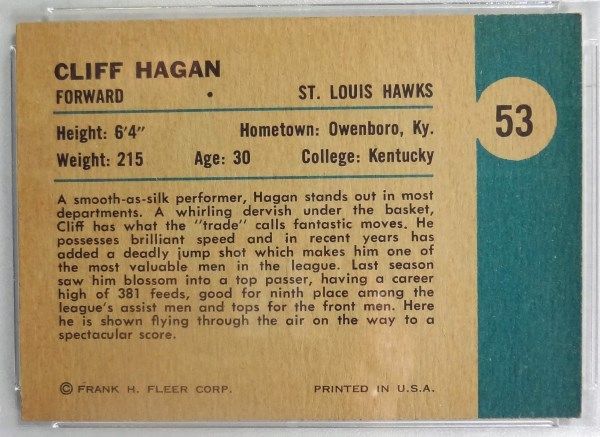 CLIFF HAGAN
FORWARD • ST. LOUIS HAWKS
53
Height: 6'4" Hometown: Owenboro, Ky.
Weight: 215 Age: 30 College: Kentucky
A smooth-as-silk performer, Hagan stands out in most
departments. A whirling dervish under the basket,
Cliff has what the "trade" calls fantastic moves. He
possesses brilliant speed and in recent years has
added a deadly jump shot which makes him one of
the most valuable men in the league. Last season
saw him blossom into a top passer, having a career
high of 381 feeds, good for ninth place among the
league's assist men and tops for the front men. Here
he is shown flying through the air on the way to a
spectacular score.
© FRANK H. FLEER CORP. PRINTED IN U.S.A.